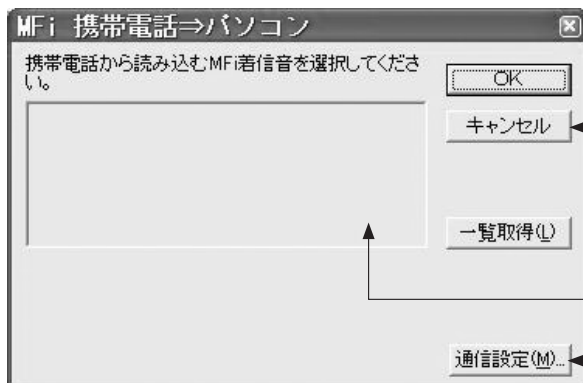 MFi 携帯電話⇒パソコン
携帯電話から読み込むMFi着信音を選択してくださ
い。
OK
キャンセル
一覧取得(L)
通信設定(M)...